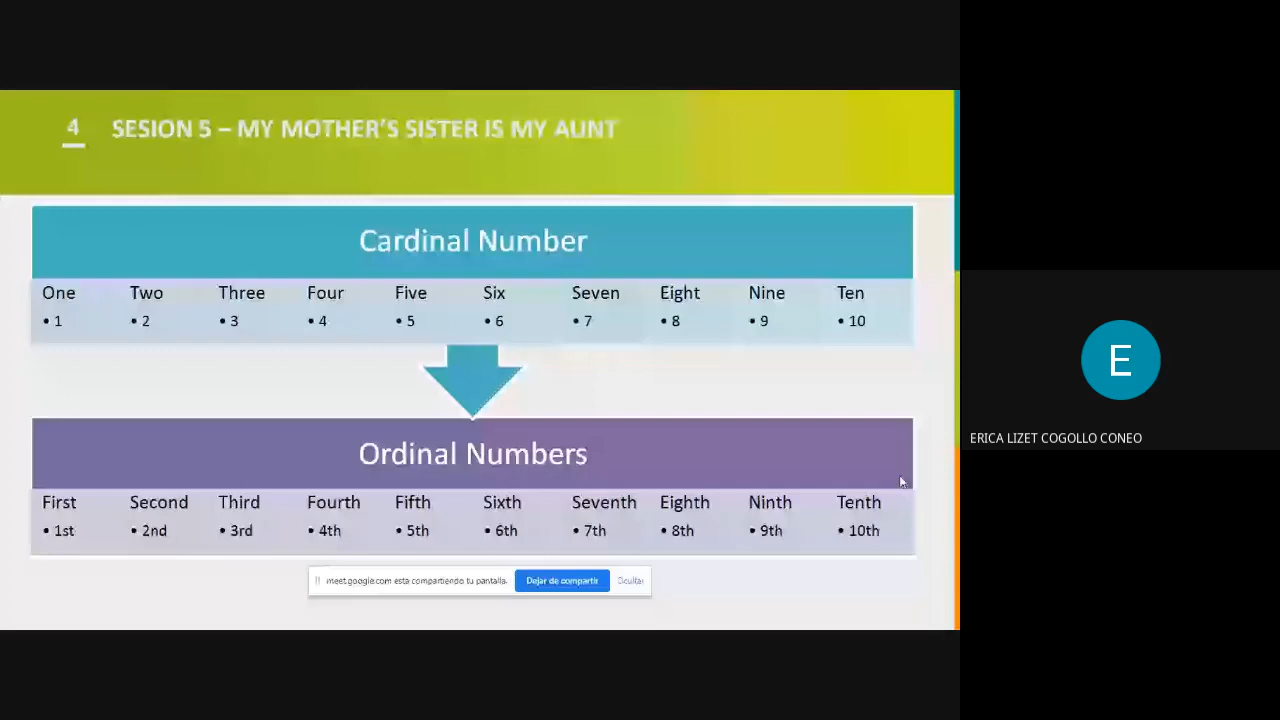 4 SESION 5 – MY MOTHER'S SISTER IS MY AUNT
Cardinal Number
One Two Three Four Five Six Seven Eight Nine Ten
• 1 • 2 • 3 • 4 • 5 • 6 • 7 • 8 • 9 • 10
Ordinal Numbers
First Second Third Fourth Fifth Sixth Seventh Eighth Ninth Tenth
• 1st • 2nd • 3rd • 4th • 5th • 6th • 7th • 8th • 9th • 10th
meet.google.com esta compartiendo tu pantalla. Dejar de compartir Ocultar
E
ERICA LIZET COGOLLO CONEO